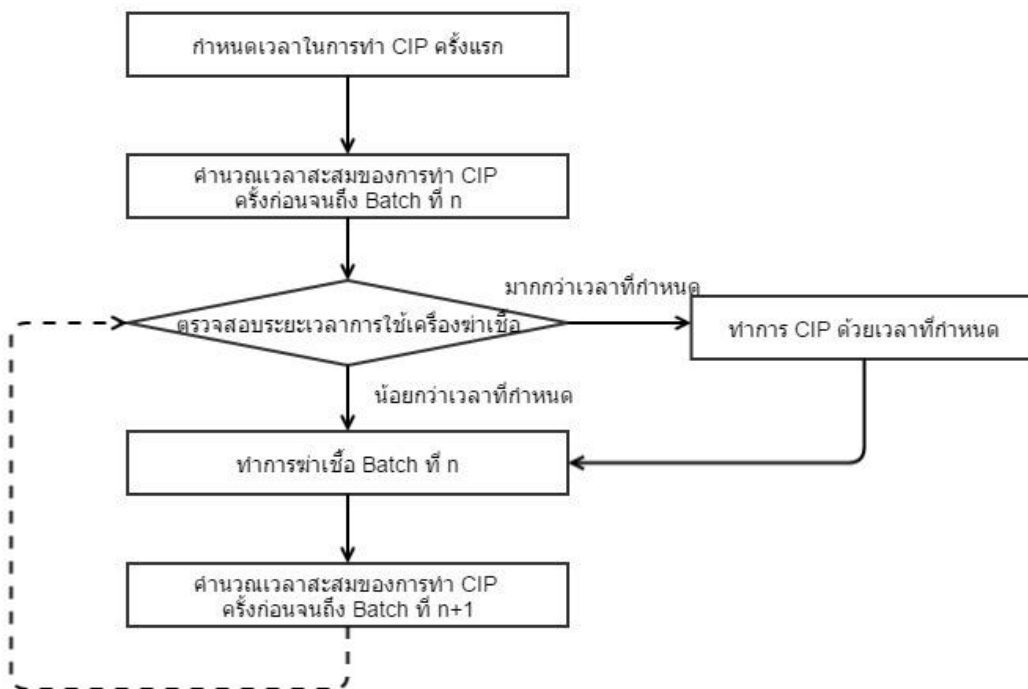 กำหนดเวลาในการทำ CIP ครั้งแรก
คำนวณเวลาสะสมของการทำ CIP
ครั้งก่อนจนถึง Batch ที่ n
มากกว่าเวลาที่กำหนด
ตรวจสอบระยะเวลาการใช้เครื่องฆ่าเชื้อ
ทำการ CIP ด้วยเวลาที่กำหนด
น้อยกว่าเวลาที่กำหนด
ทำการฆ่าเชื้อ Batch ที่ n
คำนวณเวลาสะสมของการทำ CIP
ครั้งก่อนจนถึง Batch ที่ n+1